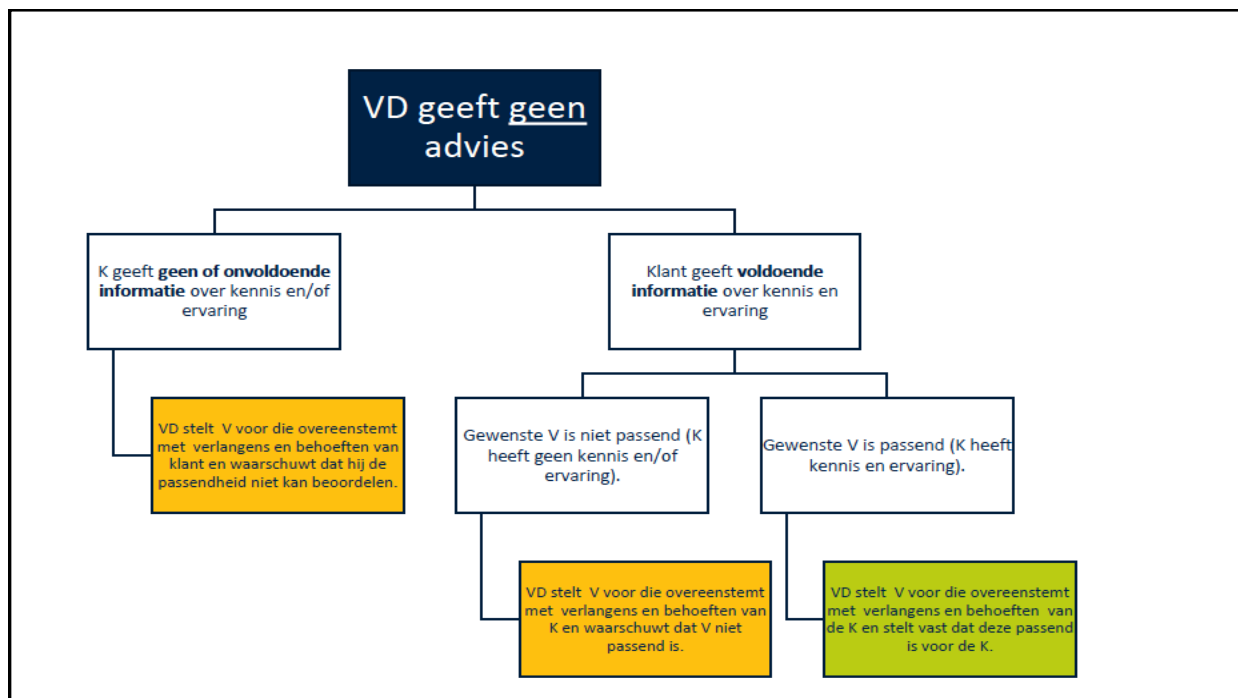 VD geeft geen
advies
K geeft geen of onvoldoende
informatie over kennis en/of
ervaring
Klant geeft voldoende
informatie over kennis en
ervaring
VD stelt V voor die overeenstemt
met verlangens en behoeften van
klant en waarschuwt dat hij de
passendheid niet kan beoordelen.
Gewenste V is niet passend (K
heeft geen kennis en/of
ervaring).
Gewenste V is passend (K heeft
kennis en ervaring).
VD stelt V voor die overeenstemt
met verlangens en behoeften van
K en waarschuwt dat V niet
passend is.
VD stelt V voor die overeenstemt
met verlangens en behoeften van
de K en stelt vast dat deze passend
is voor de K.